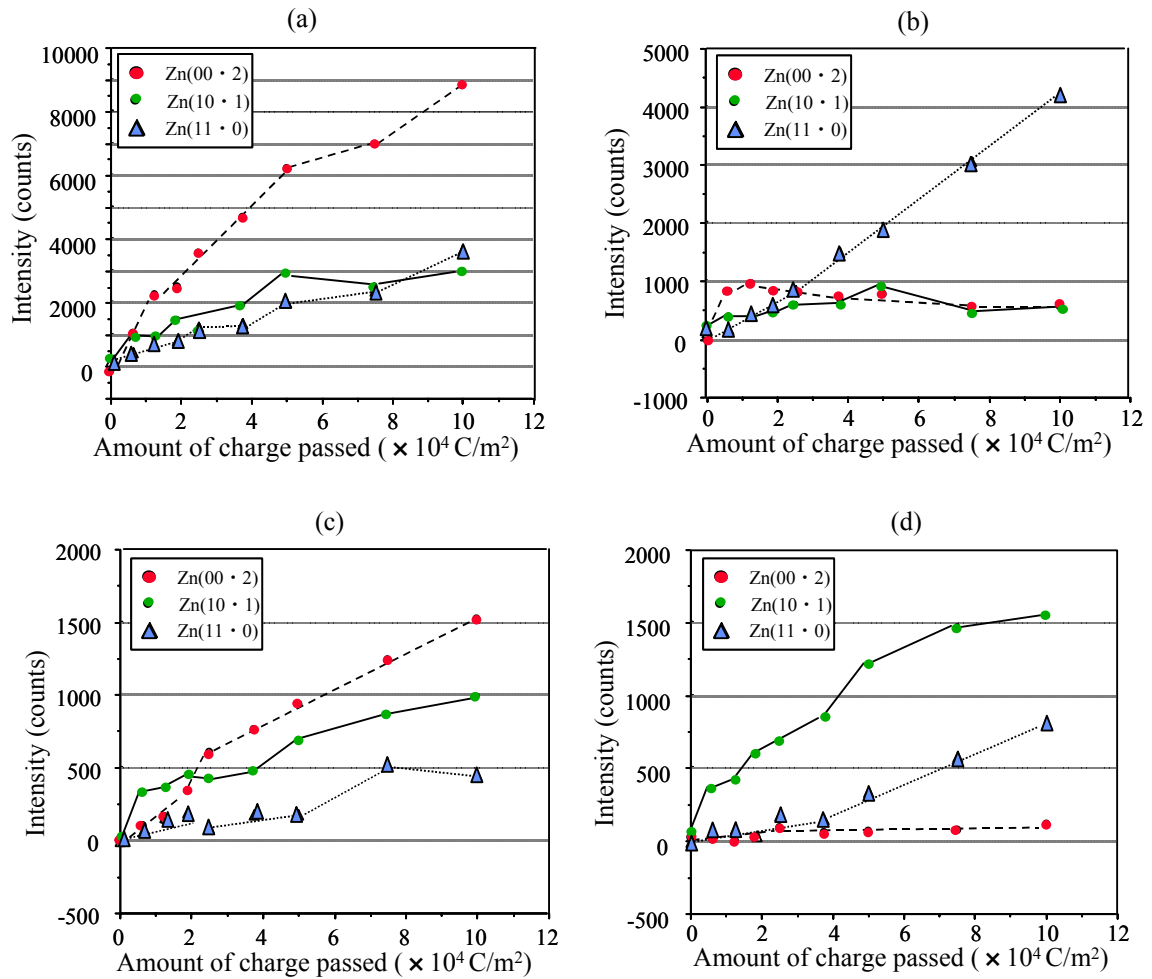 (a)
10000
8000
6000
4000
2000
0
Intensity (counts)
Zn(00・2)
Zn(10・1)
Zn(11・0)
0 2 4 6 8 10 12
Amount of charge passed ( × 10⁴ C/m²)
(b)
5000
4000
3000
2000
1000
0
-1000
Intensity (counts)
Zn(00・2)
Zn(10・1)
Zn(11・0)
0 2 4 6 8 10 12
Amount of charge passed ( × 10⁴ C/m²)
(c)
2000
1500
1000
500
0
-500
Intensity (counts)
Zn(00・2)
Zn(10・1)
Zn(11・0)
0 2 4 6 8 10 12
Amount of charge passed ( × 10⁴ C/m²)
(d)
2000
1500
1000
500
0
-500
Intensity (counts)
Zn(00・2)
Zn(10・1)
Zn(11・0)
0 2 4 6 8 10 12
Amount of charge passed ( × 10⁴ C/m²)